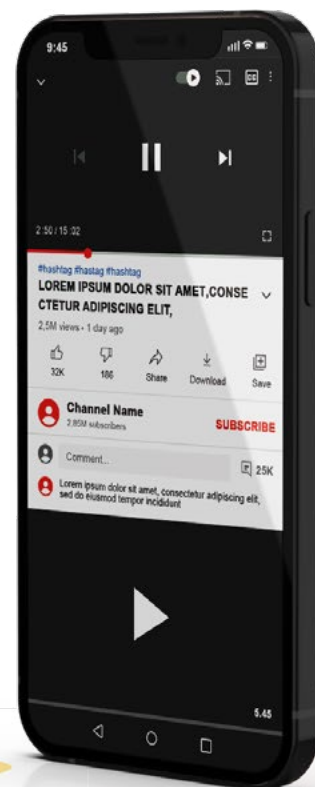 9:45
CC
2:50 / 15:02
#hashtag #hastag #hashtag
LOREM IPSUM DOLOR SIT AMET,CONSE
CTETUR ADIPISCING ELIT,
2,5M views • 1 day ago
32K 186 Share Download Save
Channel Name
2,85M subscribers
SUBSCRIBE
Comment...
25K
Lorem ipsum dolor sit amet, consectetur adipiscing elit,
sed do eiusmod tempor incididunt
5.45